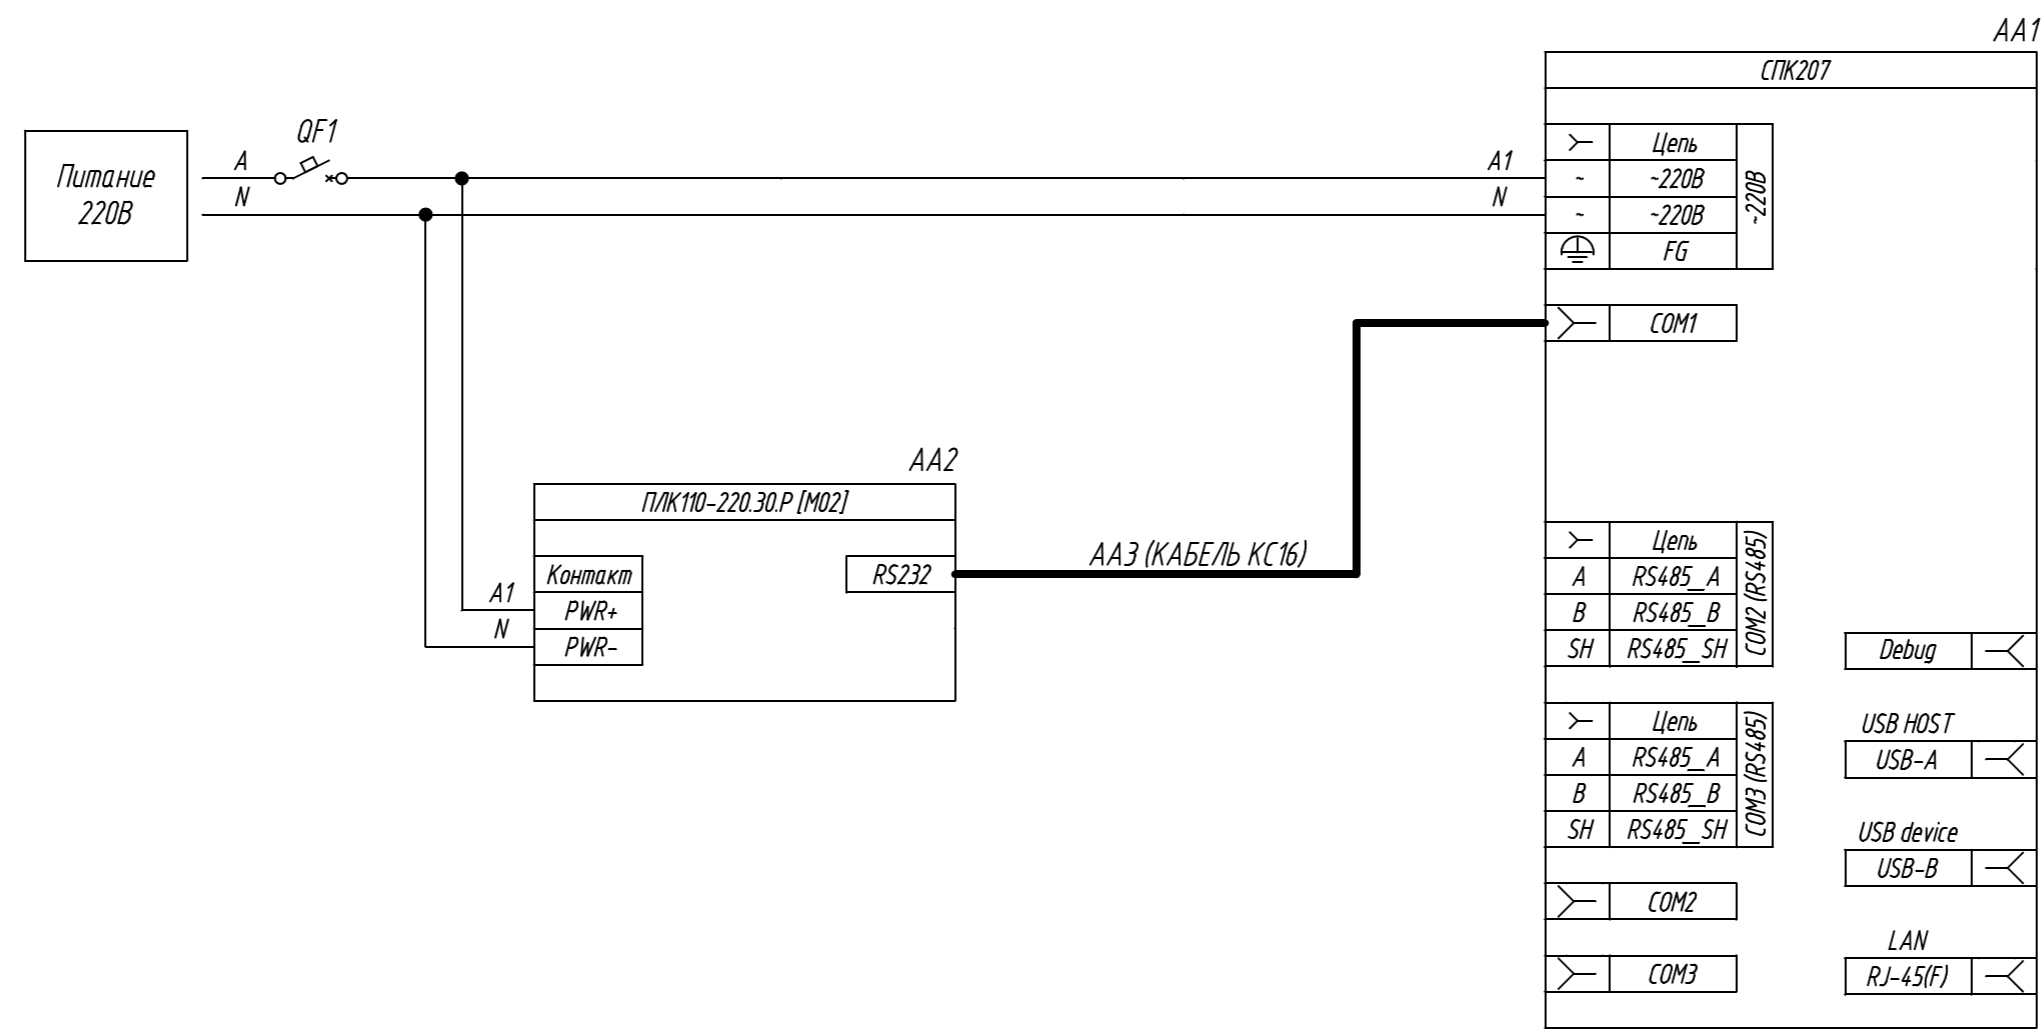 AA1
СПК207
QF1
Питание
220В
A
N
A1
N
Цепь
~
~220В
~
~220В
FG
~220В
COM1
AA2
ПЛК110-220.30.Р [М02]
Контакт
PWR+
PWR-
A1
N
RS232
AA3 (КАБЕЛЬ КС16)
Цепь
A
RS485_A
B
RS485_B
SH
RS485_SH
COM2 (RS485)
Debug
Цепь
A
RS485_A
B
RS485_B
SH
RS485_SH
COM3 (RS485)
USB HOST
USB-A
USB device
USB-B
COM2
LAN
RJ-45(F)
COM3